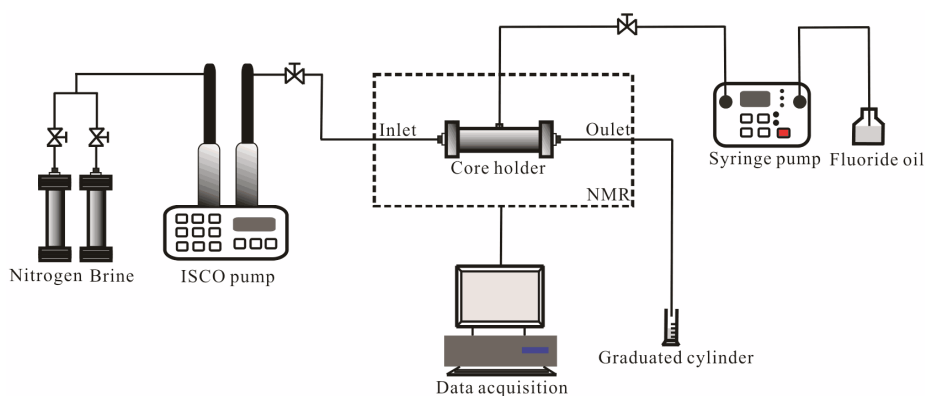 Inlet
Oulet
Core holder
NMR
Syringe pump
Fluoride oil
Nitrogen
Brine
ISCO pump
Graduated cylinder
Data acquisition